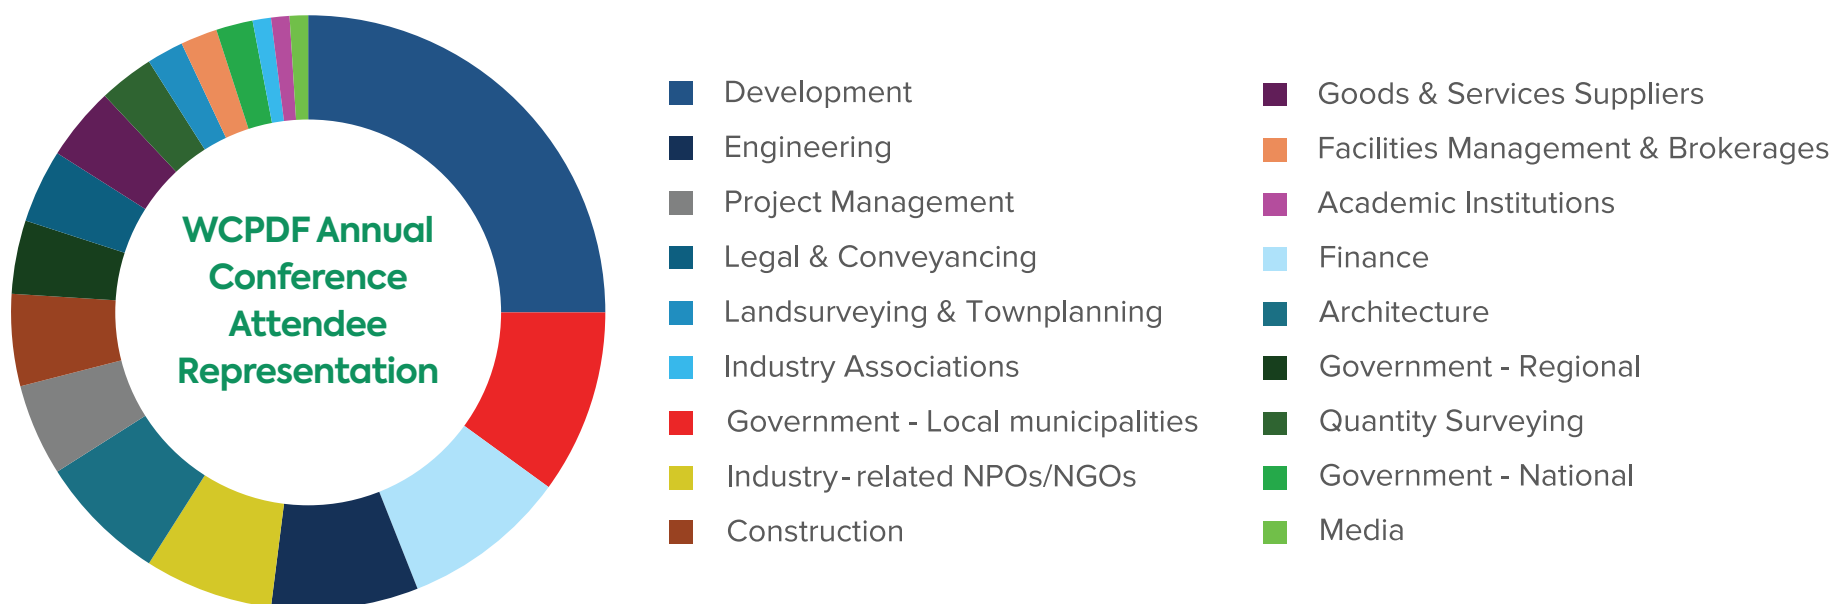 WCPDF Annual
Conference
Attendee
Representation
Development
Engineering
Project Management
Legal & Conveyancing
Landsurveying & Townplanning
Industry Associations
Government - Local municipalities
Industry-related NPOs/NGOs
Construction
Goods & Services Suppliers
Facilities Management & Brokerages
Academic Institutions
Finance
Architecture
Government - Regional
Quantity Surveying
Government - National
Media